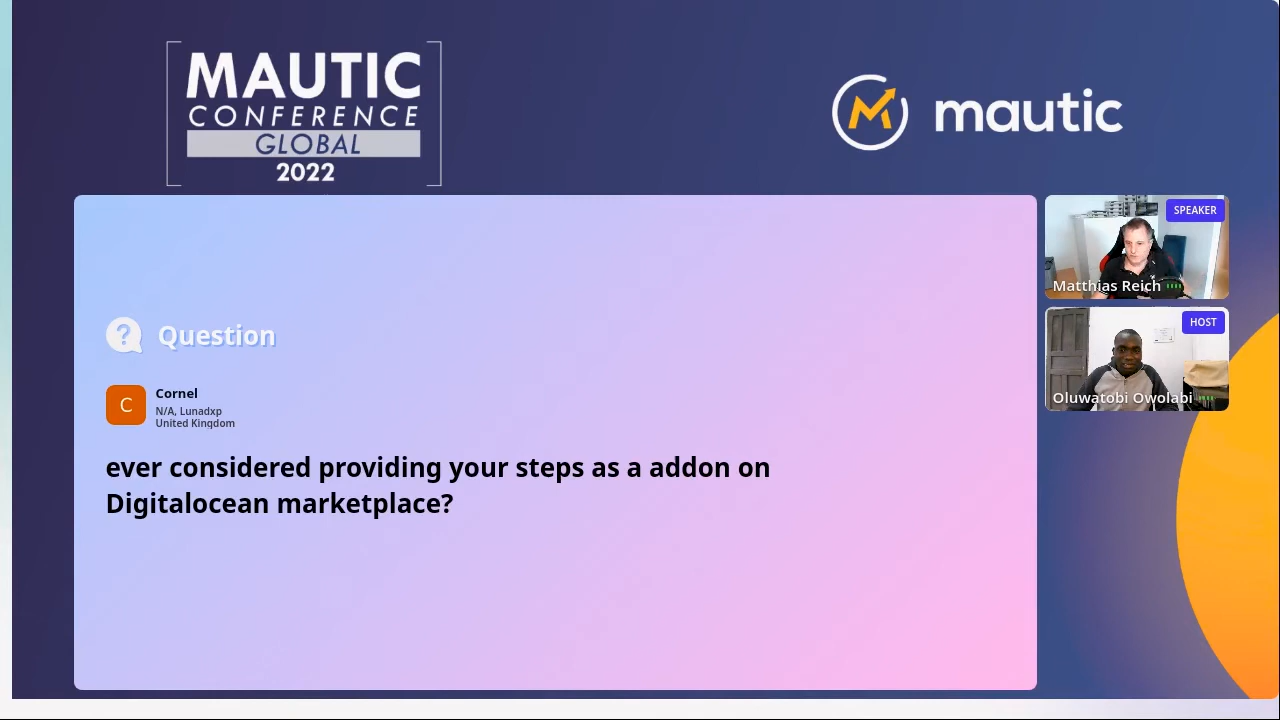 MAUTIC
CONFERENCE
GLOBAL
2022
mautic
SPEAKER
Matthias Reich
HOST
Oluwatobi Owolabi
Question
C
Cornel
N/A, Lunadxp
United Kingdom
ever considered providing your steps as a addon on
Digitalocean marketplace?